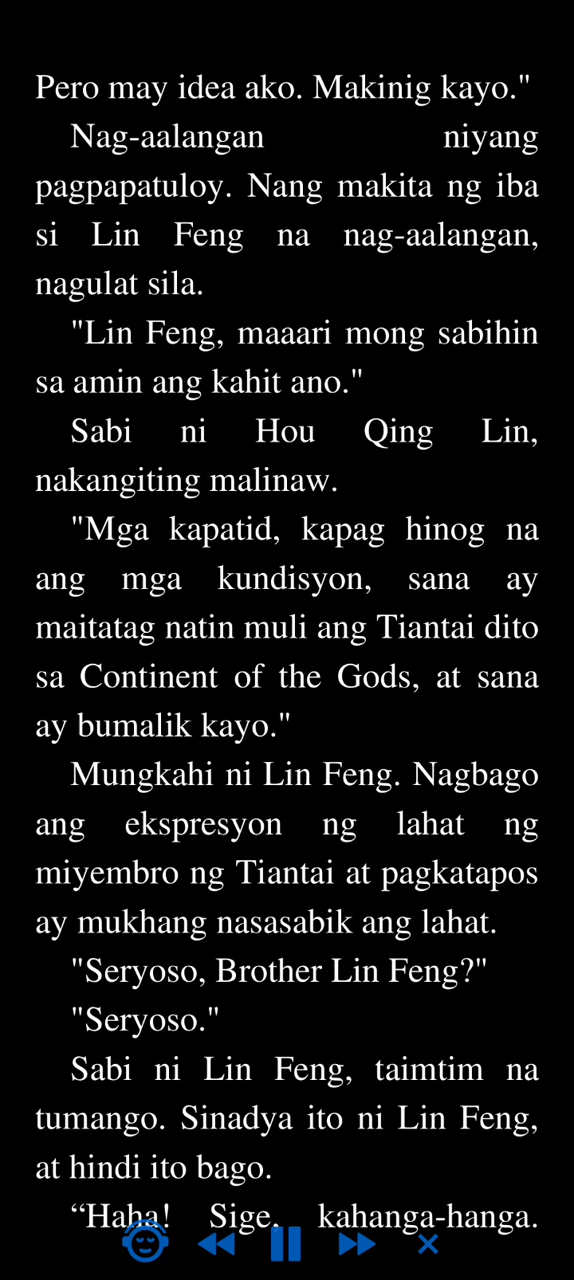 Pero may idea ako. Makinig kayo."
Nag-aalangan niyang
pagpapatuloy. Nang makita ng iba
si Lin Feng na nag-aalangan,
nagulat sila.
"Lin Feng, maaari mong sabihin
sa amin ang kahit ano."
Sabi ni Hou Qing Lin,
nakangiting malinaw.
"Mga kapatid, kapag hinog na
ang mga kundisyon, sana ay
maitatag natin muli ang Tiantai dito
sa Continent of the Gods, at sana
ay bumalik kayo."
Mungkahi ni Lin Feng. Nagbago
ang ekspresyon ng lahat ng
miyembro ng Tiantai at pagkatapos
ay mukhang nasasabik ang lahat.
"Seryoso, Brother Lin Feng?"
"Seryoso."
Sabi ni Lin Feng, taimtim na
tumango. Sinadya ito ni Lin Feng,
at hindi ito bago.
“Haha! Sige, kahanga-hanga.